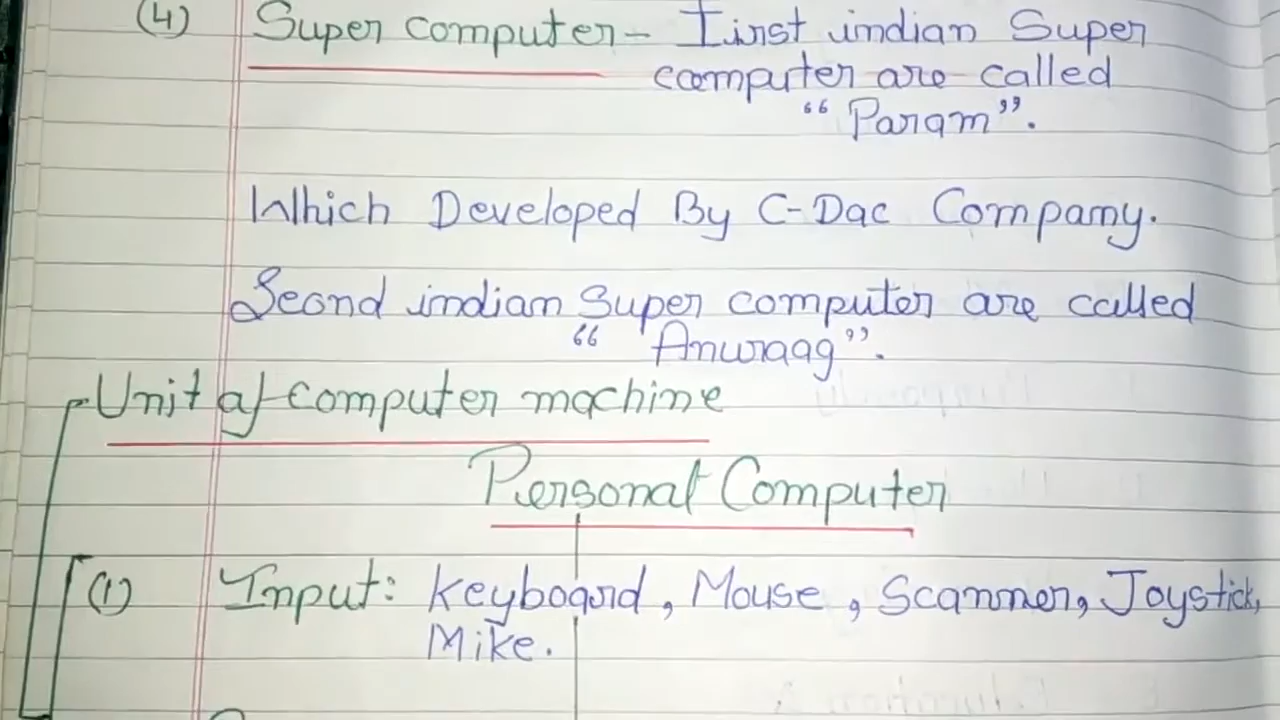 (4) Super computer - First indian Super
computer are called
"Param".
Which Developed By C-Dac Company.
Seond indian Super computer are called
"Anuraag".
Unit of computer machine
Personal Computer
(1) Input: Keyboard, Mouse, Scanner, Joystick,
Mike.